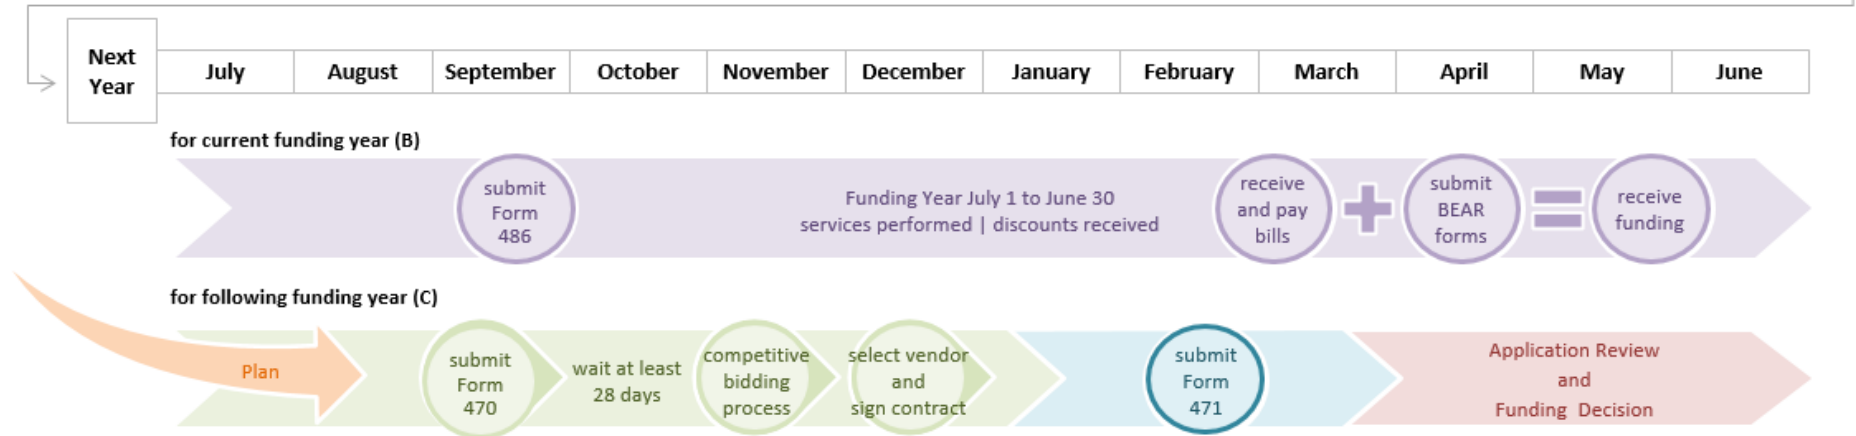 Next
Year
July August September October November December January February March April May June
for current funding year (B)
submit
Form
486
Funding Year July 1 to June 30
services performed | discounts received
receive
and pay
bills
submit
BEAR
forms
receive
funding
for following funding year (C)
Plan
submit
Form
470
wait at least
28 days
competitive
bidding
process
select vendor
and
sign contract
submit
Form
471
Application Review
and
Funding Decision